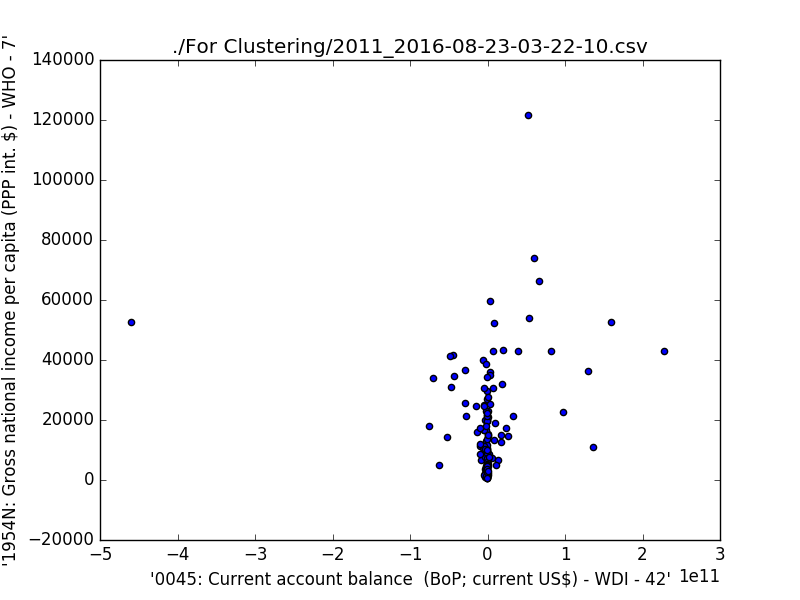 ./For Clustering/2011_2016-08-23-03-22-10.csv
'1954N: Gross national income per capita (PPP int. $) - WHO - 7'
140000
120000
100000
80000
60000
40000
20000
0
−20000
−5 −4 −3 −2 −1 0 1 2 3
1e11
'0045: Current account balance  (BoP; current US$) - WDI - 42'